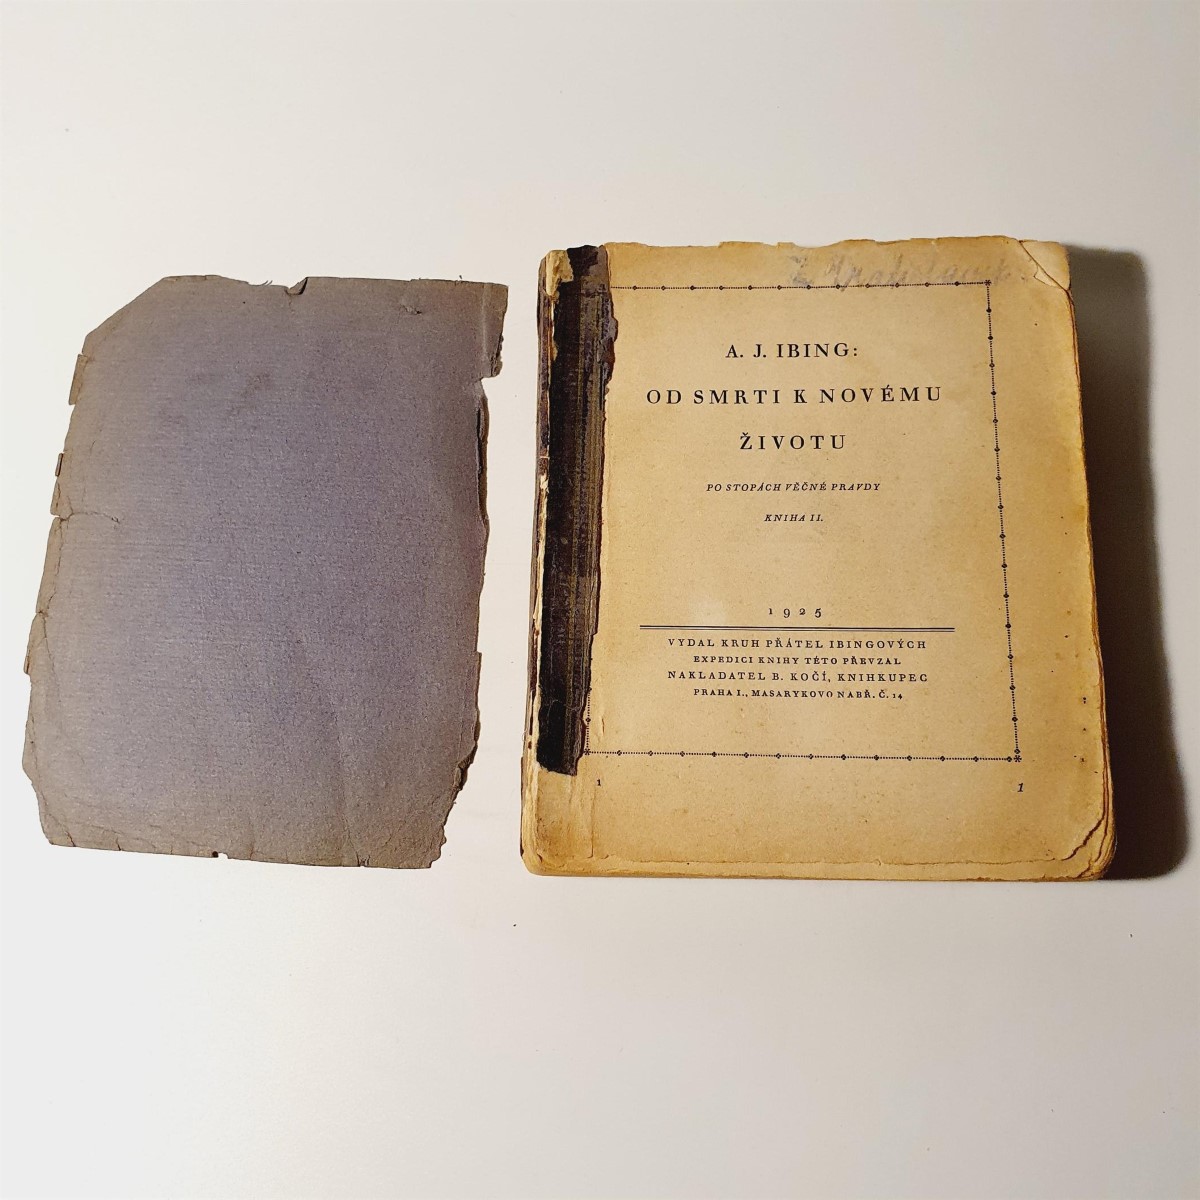 A. J. IBING:
OD SMRTI K NOVÉMU
ŽIVOTU
PO STOPÁCH VĚČNÉ PRAVDY
KNIHA II.
1925
VYDAL KRUH PŘÁTEL IBINGOVÝCH
EXPEDICI KNIHY TÉTO PŘEVZAL
NAKLADATEL B. KOČÍ, KNIHKUPEC
PRAHA I., MASARYKOVO NABŘ. Č. 14
1 1